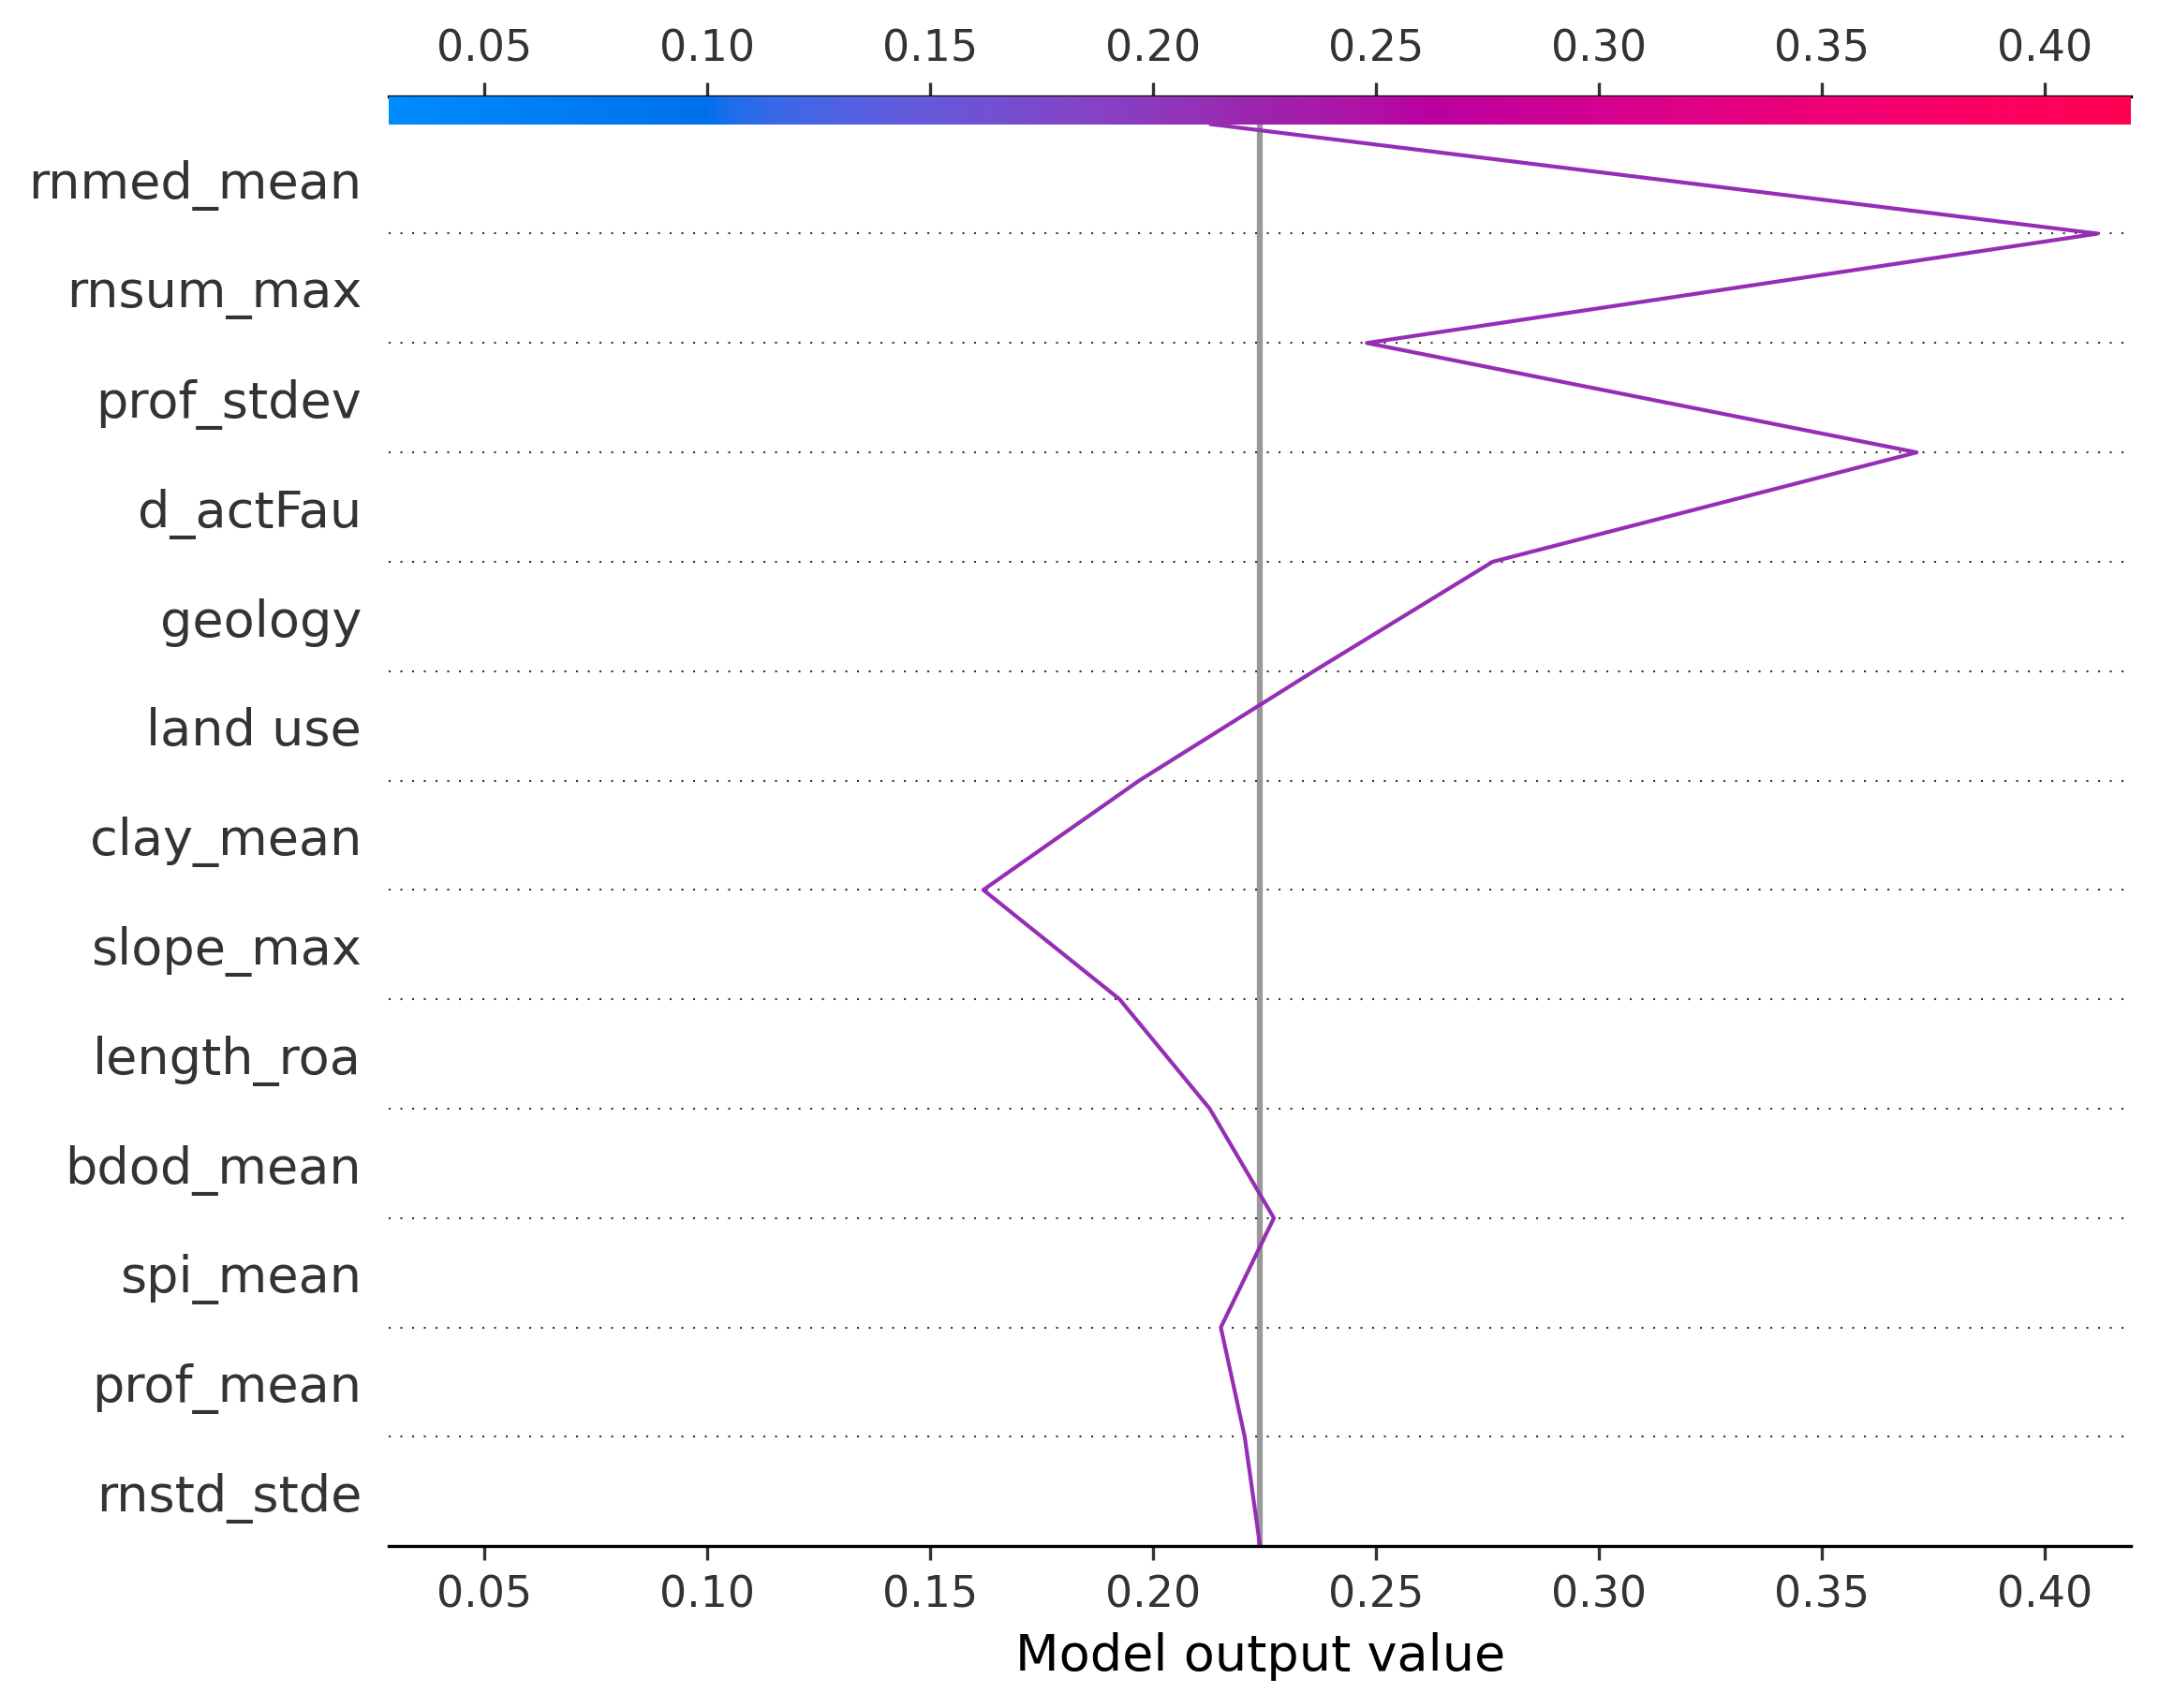 0.05 0.10 0.15 0.20 0.25 0.30 0.35 0.40
rnmed_mean
rnsum_max
prof_stdev
d_actFau
geology
land use
clay_mean
slope_max
length_roa
bdod_mean
spi_mean
prof_mean
rnstd_stde
0.05 0.10 0.15 0.20 0.25 0.30 0.35 0.40
Model output value